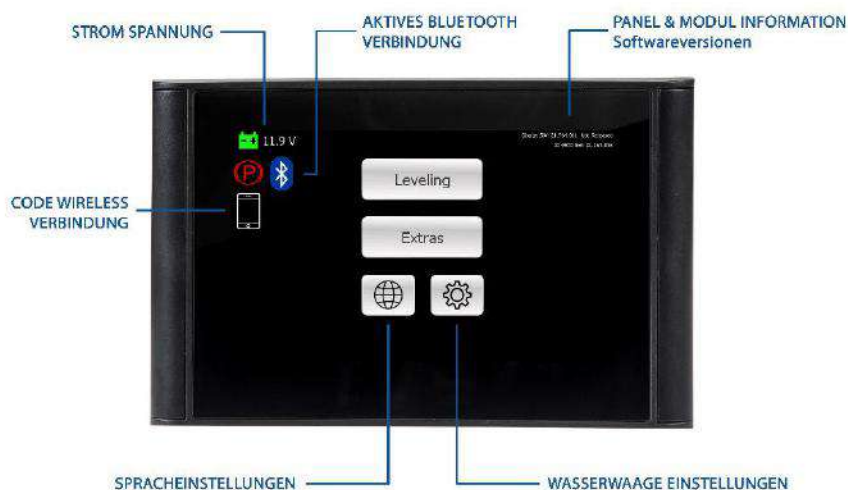 STROM SPANNUNG
AKTIVES BLUETOOTH
VERBINDUNG
PANEL & MODUL INFORMATION
Softwareversionen
11.9 V
P
CODE WIRELESS
VERBINDUNG
Leveling
Extras
SPRACHEINSTELLUNGEN
WASSERWAAGE EINSTELLUNGEN